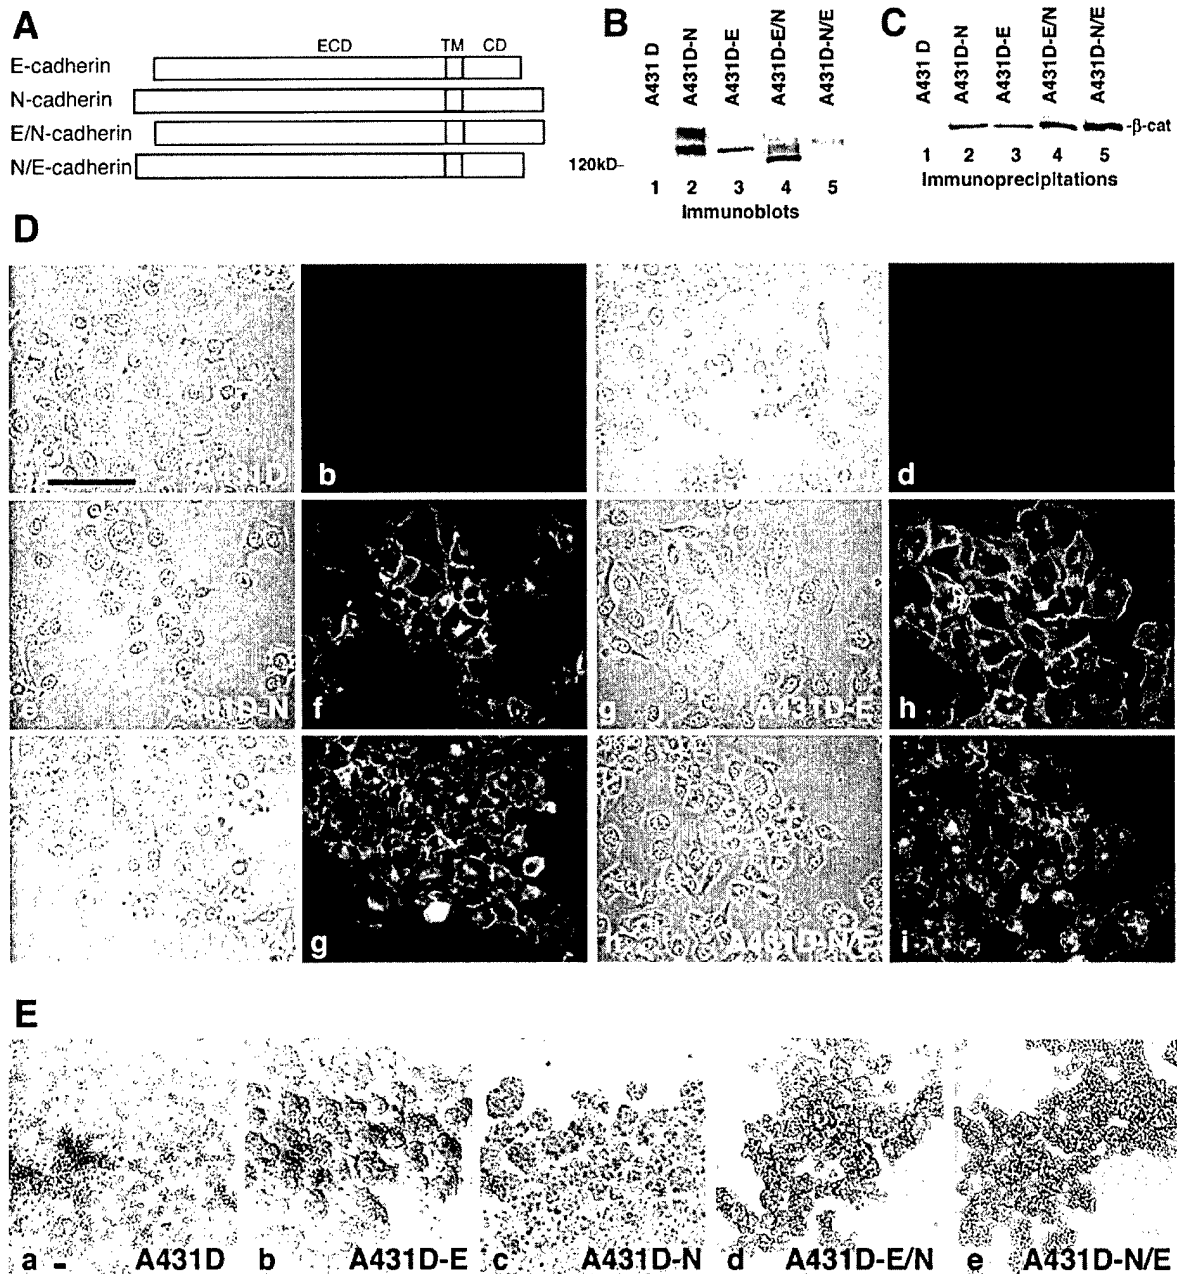 A
ECD TM CD
E-cadherin
N-cadherin
E/N-cadherin
N/E-cadherin
B
A431 D
A431D-N
A431D-E
A431D-E/N
A431D-N/E
120kD-
1 2 3 4 5
Immunoblots
C
A431 D
A431D-N
A431D-E
A431D-E/N
A431D-N/E
-β-cat
1 2 3 4 5
Immunoprecipitations
D
A431D
b
d
e A431D-N
f
g A431D-E
h
g
h A431D-N/E
i
E
a A431D
b A431D-E
c A431D-N
d A431D-E/N
e A431D-N/E